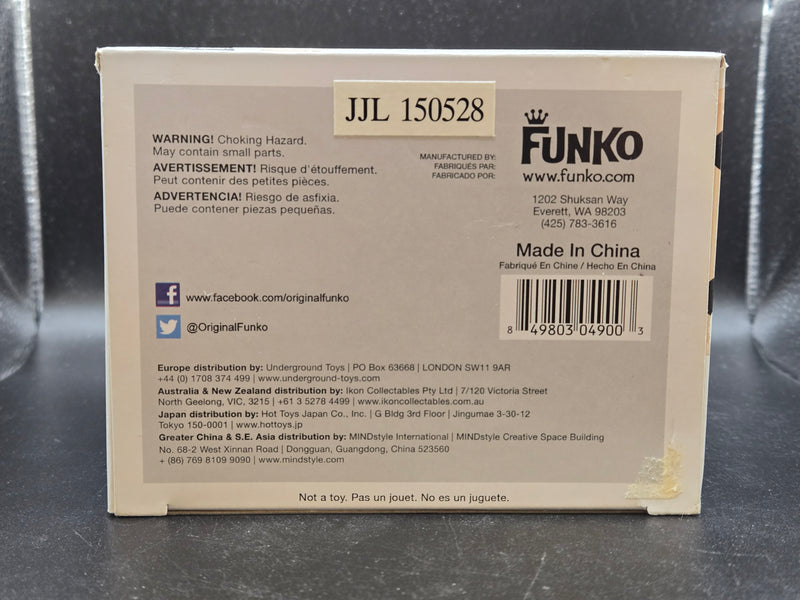 JJL 150528
WARNING! Choking Hazard.
May contain small parts.
AVERTISSEMENT! Risque d'étouffement.
Peut contenir des petites pièces.
ADVERTENCIA! Riesgo de asfixia.
Puede contener piezas pequeñas.
MANUFACTURED BY:
FABRIQUÉS PAR:
FABRICADO POR:
FUNKO
www.funko.com
1202 Shuksan Way
Everett, WA 98203
(425) 783-3616
Made In China
Fabriqué En Chine / Hecho En China
8 49803 04900 3
f www.facebook.com/originalfunko
@OriginalFunko
Europe distribution by: Underground Toys | PO Box 63668 | LONDON SW11 9AR
+44 (0) 1708 374 499 | www.underground-toys.com
Australia & New Zealand distribution by: Ikon Collectables Pty Ltd | 7/120 Victoria Street
North Geelong, VIC, 3215 | +61 3 5278 4499 | www.ikoncollectables.com.au
Japan distribution by: Hot Toys Japan Co., Inc. | G Bldg 3rd Floor | Jingumae 3-30-12
Tokyo 150-0001 | www.hottoys.jp
Greater China & S.E. Asia distribution by: MINDstyle International | MINDstyle Creative Space Building
No. 68-2 West Xinnan Road | Dongguan, Guangdong, China 523560
+ (86) 769 8109 9090 | www.mindstyle.com
Not a toy. Pas un jouet. No es un juguete.